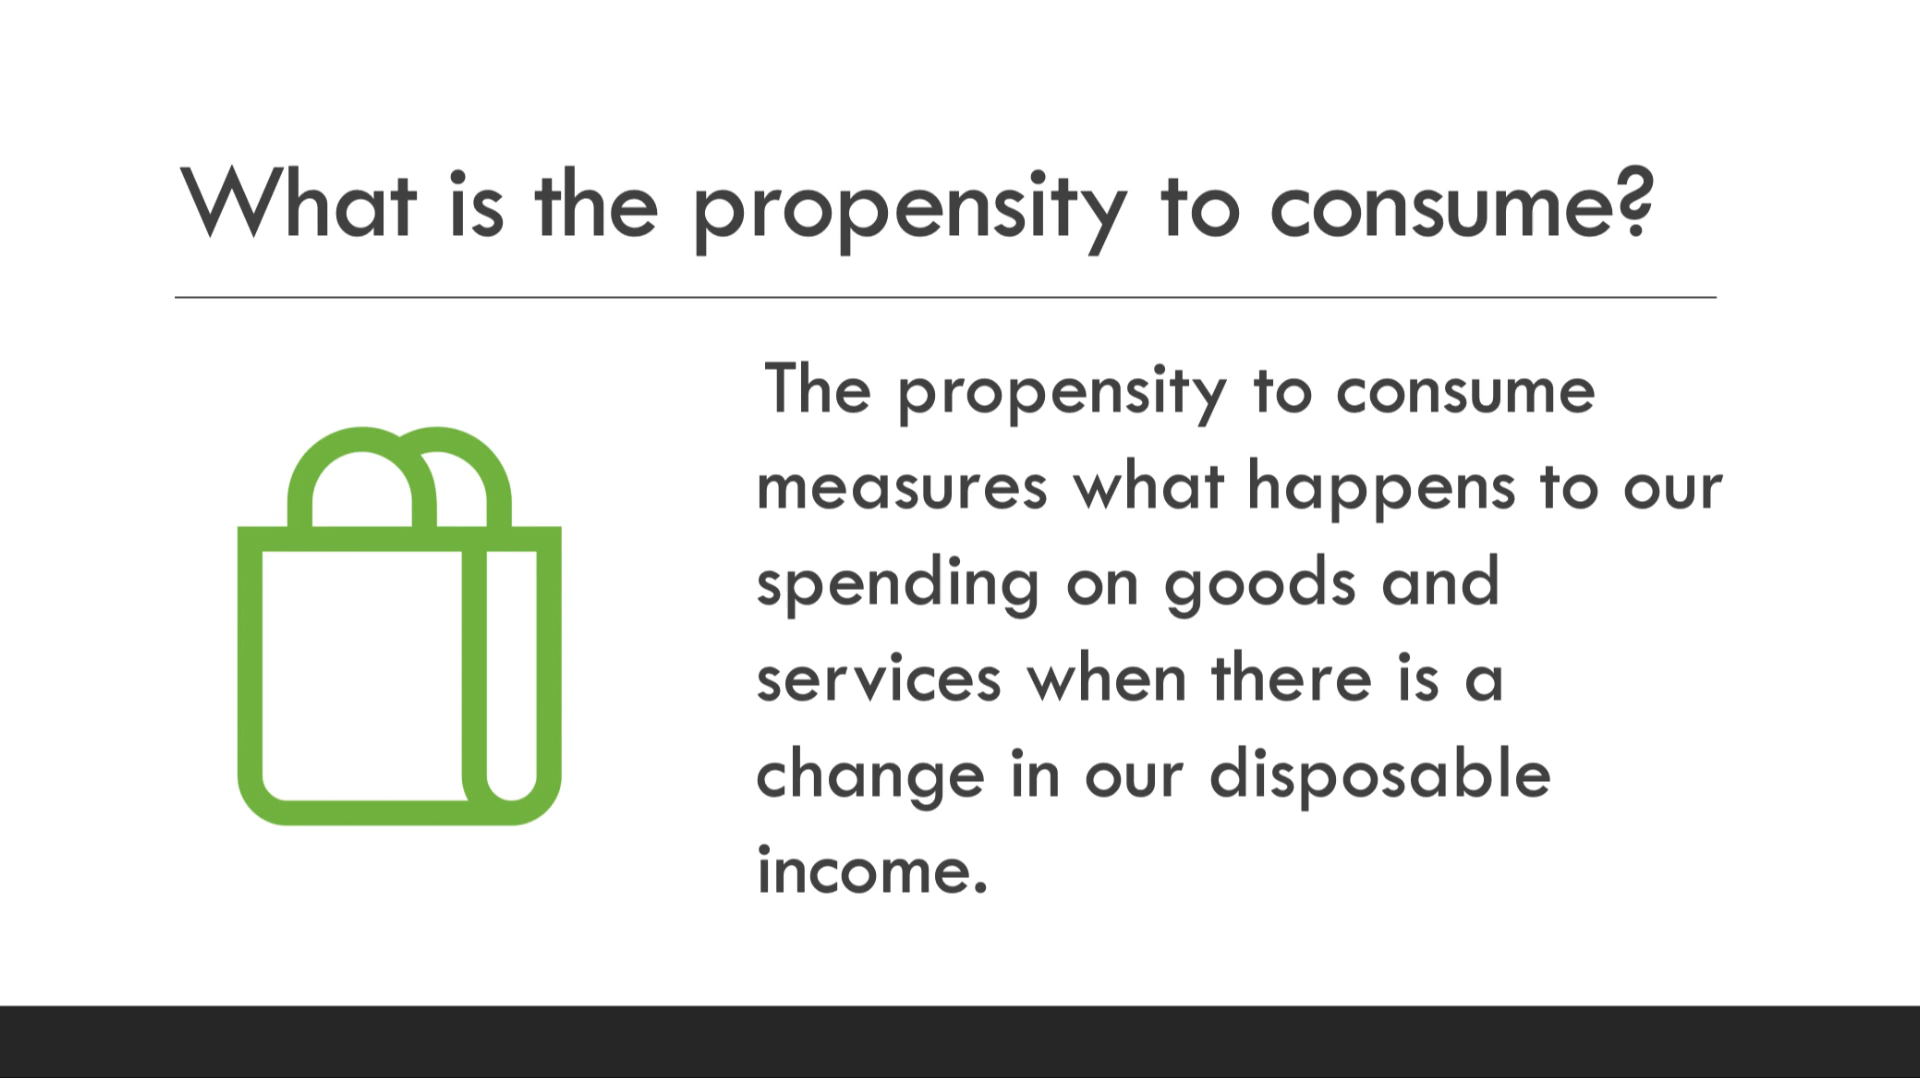 What is the propensity to consume?
The propensity to consume
measures what happens to our
spending on goods and
services when there is a
change in our disposable
income.